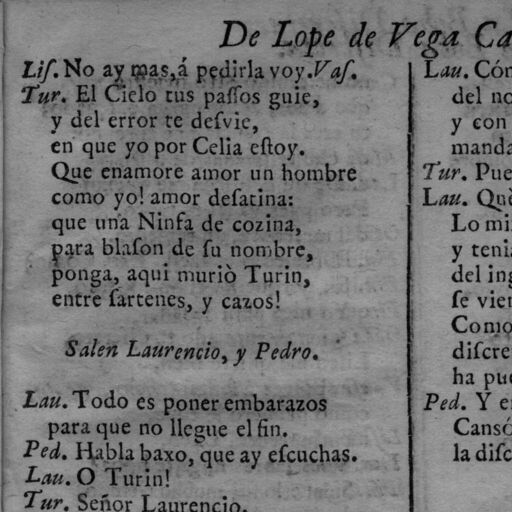 De Lope de Vega Ca
Liſ. No ay mas, á pedirla voy. Vaſ.
Tur. El Cielo tus paſſos guie,
y del error te deſvie,
en que yo por Celia eſtoy.
Que enamore amor un hombre
como yo! amor deſatina:
que una Ninfa de cozina,
para blaſon de ſu nombre,
ponga, aqui muriò Turin,
entre ſartenes, y cazos!
Salen Laurencio, y Pedro.
Lau. Todo es poner embarazos
para que no llegue el fin.
Ped. Habla baxo, que ay eſcuchas.
Lau. O Turin!
Tur. Señor Laurencio.
Lau. Cóm
del no
y con
manda
Tur. Pue
Lau. Què
Lo mi
y teni
del ing
ſe vien
Como
diſcre
ha pue
Ped. Y e
Cansó
la diſc